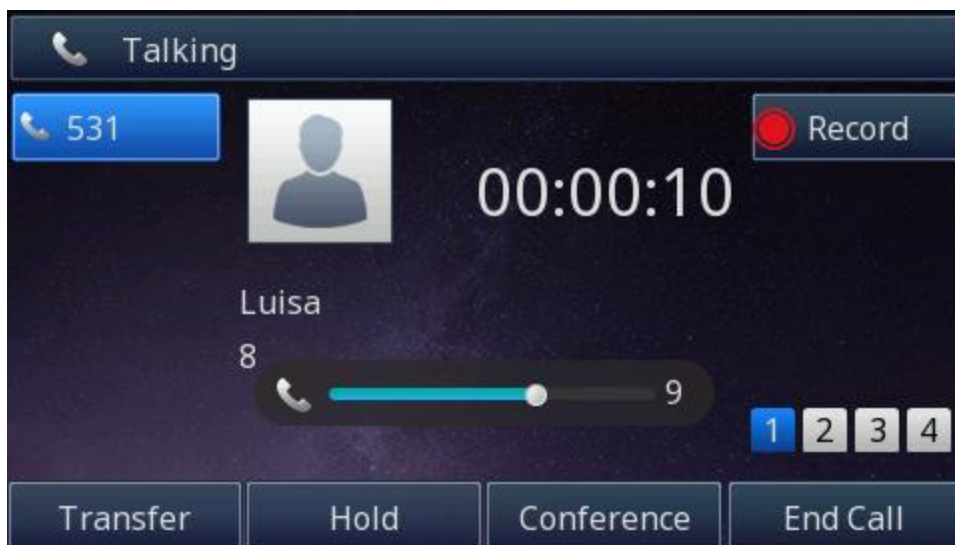 Talking
531
Record
00:00:10
Luisa
8
9
1 2 3 4
Transfer Hold Conference End Call